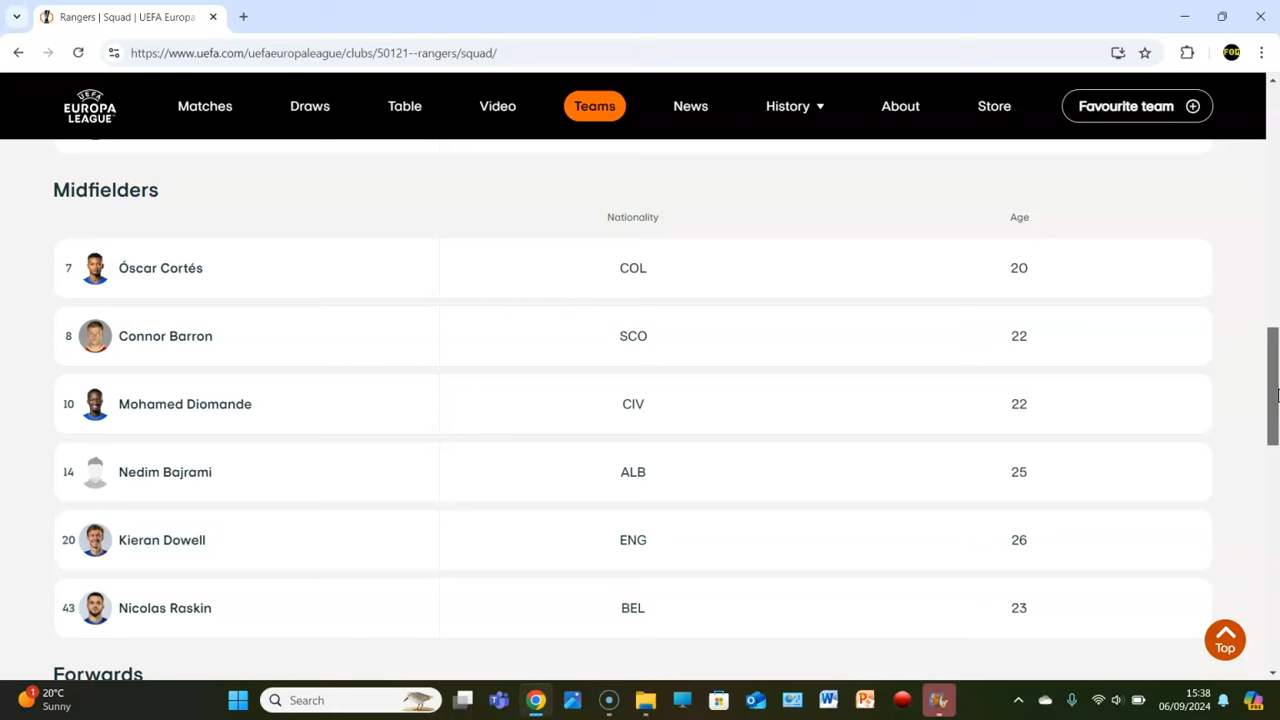 Rangers | Squad | UEFA Europa
https://www.uefa.com/uefaeuropaleague/clubs/50121--rangers/squad/
UEFA
EUROPA
LEAGUE
Matches Draws Table Video Teams News History About Store Favourite team
Midfielders
Nationality Age
7 Óscar Cortés COL 20
8 Connor Barron SCO 22
10 Mohamed Diomande CIV 22
14 Nedim Bajrami ALB 25
20 Kieran Dowell ENG 26
43 Nicolas Raskin BEL 23
Top
Forwards
1
20°C
Sunny
Search
15:38
06/09/2024